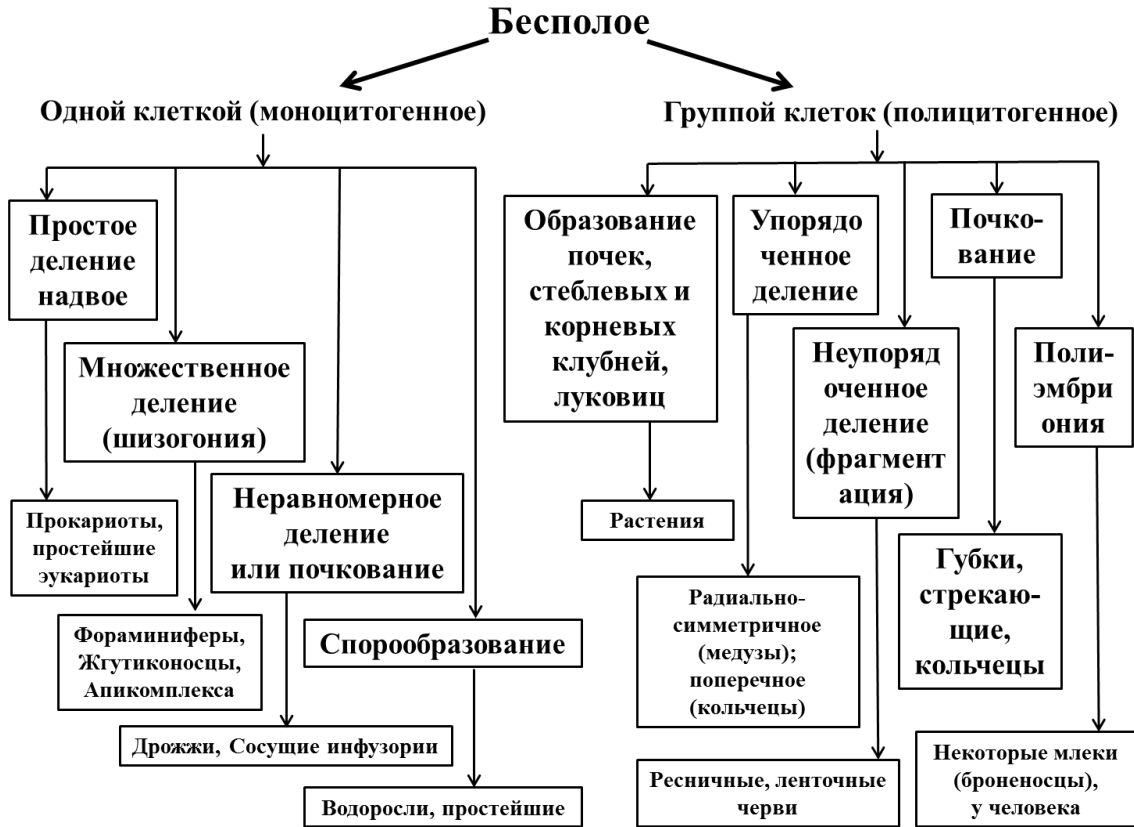 Бесполое
Одной клеткой (моноцитогенное)
Группой клеток (полицитогенное)
Простое
деление
надвое
Множественное
деление
(шизогония)
Неравномерное
деление
или почкование
Спорообразование
Прокариоты,
простейшие
эукариоты
Фораминиферы,
Жгутиконосцы,
Апикомплекса
Дрожжи, Сосущие инфузории
Водоросли, простейшие
Образование
почек,
стеблевых и
корневых
клубней,
луковиц
Упорядо
ченное
деление
Неупоряд
оченное
деление
(фрагмент
ация)
Почко-
вание
Поли-
эмбри
ония
Растения
Радиально-
симметричное
(медузы);
поперечное
(кольчецы)
Ресничные, ленточные
черви
Губки,
стрекаю-
щие,
кольчецы
Некоторые млеки
(броненосцы),
у человека